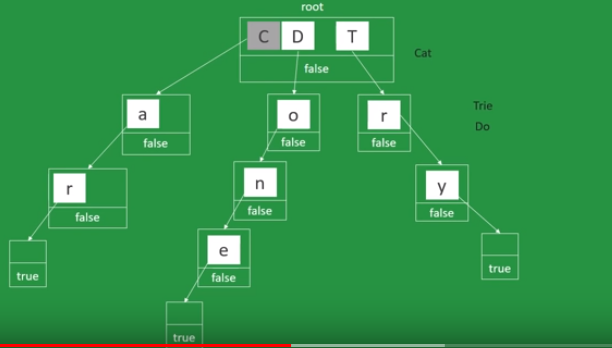 root
C D T
false
Cat
a
false
o
false
r
false
Trie
Do
r
false
n
false
y
false
true
e
false
true
true